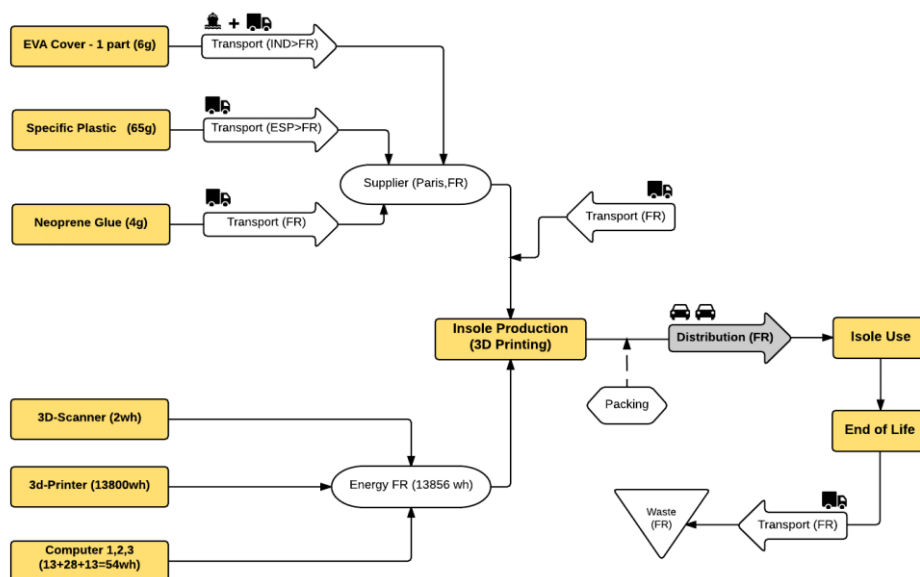 EVA Cover - 1 part (6g)
+
Transport (IND>FR)
Specific Plastic (65g)
Transport (ESP>FR)
Supplier (Paris,FR)
Neoprene Glue (4g)
Transport (FR)
Transport (FR)
Insole Production
(3D Printing)
Distribution (FR)
Isole Use
Packing
3D-Scanner (2wh)
End of Life
3d-Printer (13800wh)
Energy FR (13856 wh)
Waste
(FR)
Transport (FR)
Computer 1,2,3
(13+28+13=54wh)